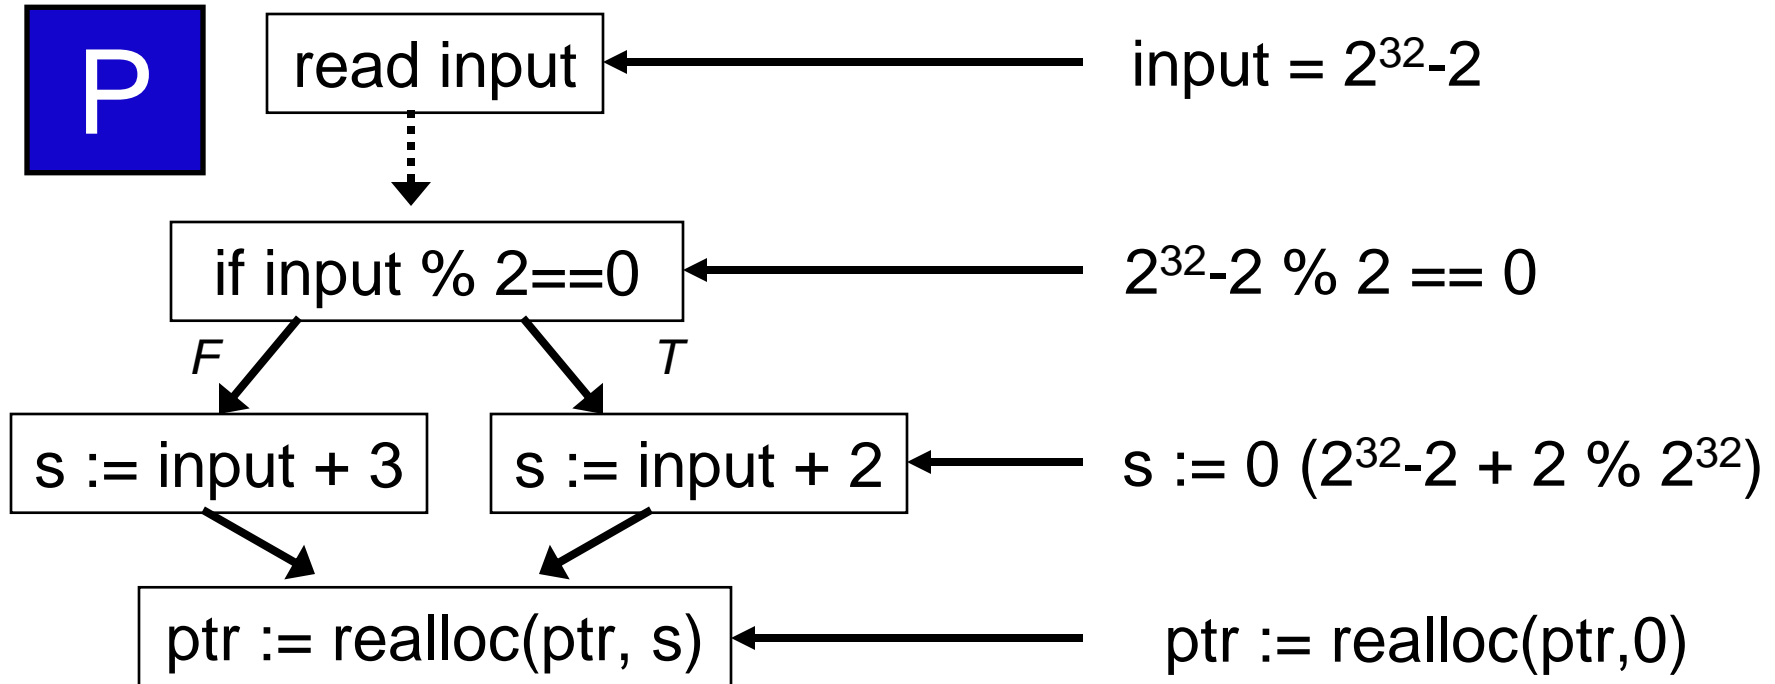 P
read input
input = 2³²-2
if input % 2==0
2³²-2 % 2 == 0
F
T
s := input + 3
s := input + 2
s := 0 (2³²-2 + 2 % 2³²)
ptr := realloc(ptr, s)
ptr := realloc(ptr,0)